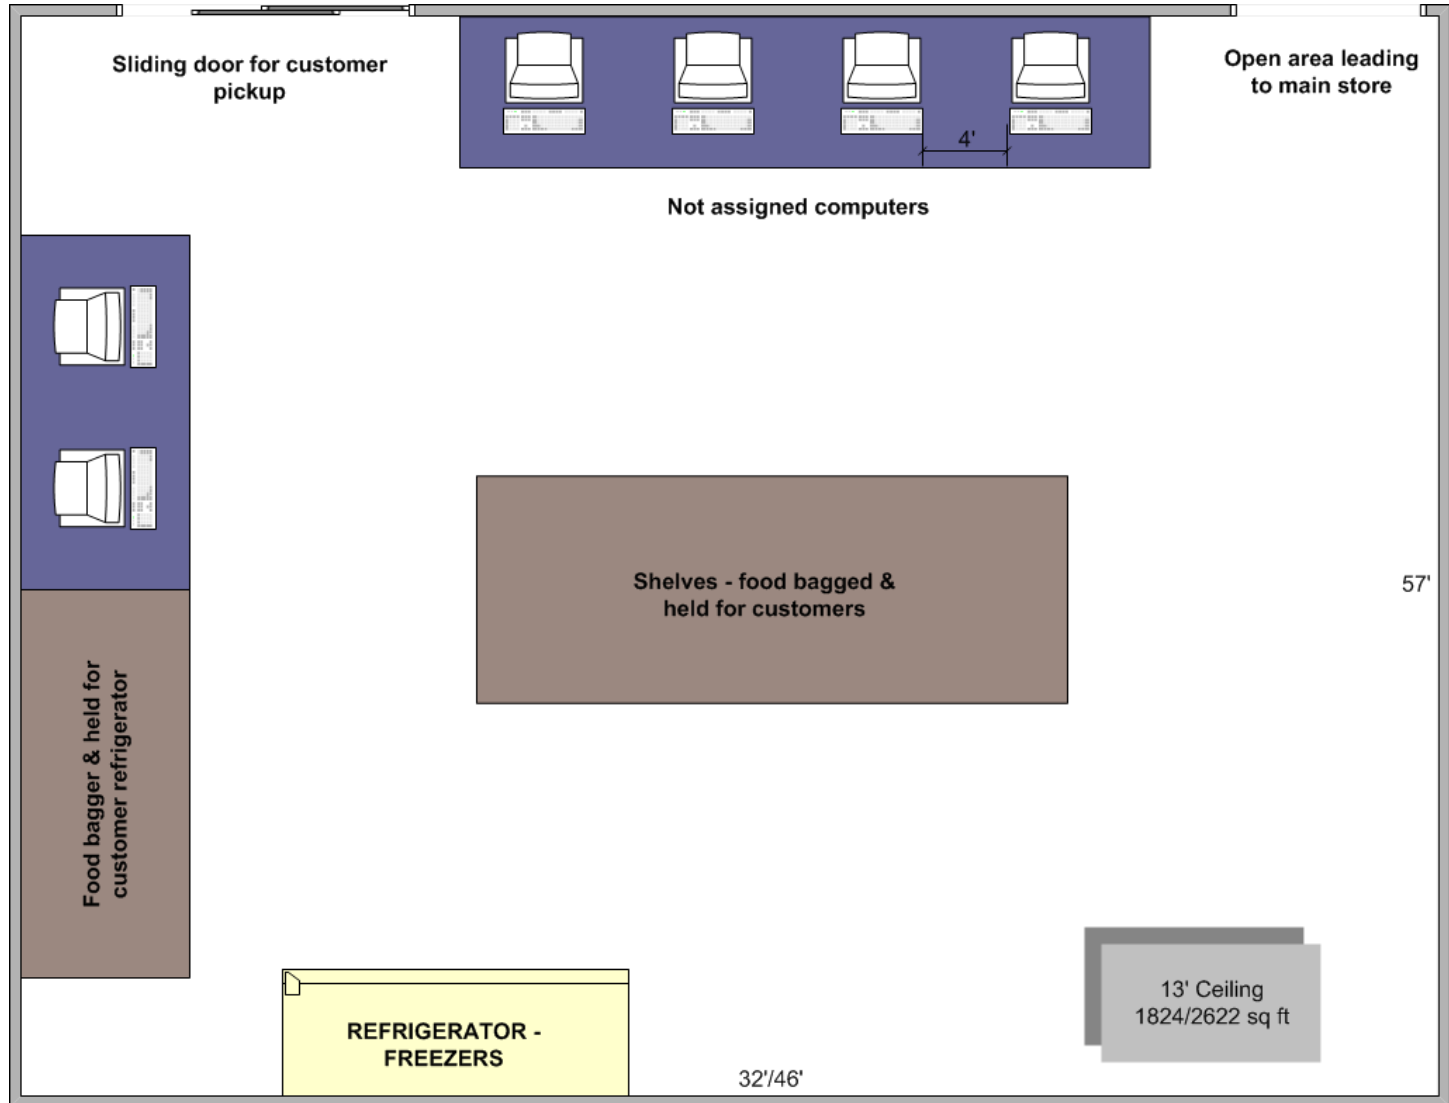 Sliding door for customer
pickup
Open area leading
to main store
4'
Not assigned computers
Shelves - food bagged &
held for customers
57'
Food bagger & held for
customer refrigerator
13' Ceiling
1824/2622 sq ft
REFRIGERATOR -
FREEZERS
32'/46'